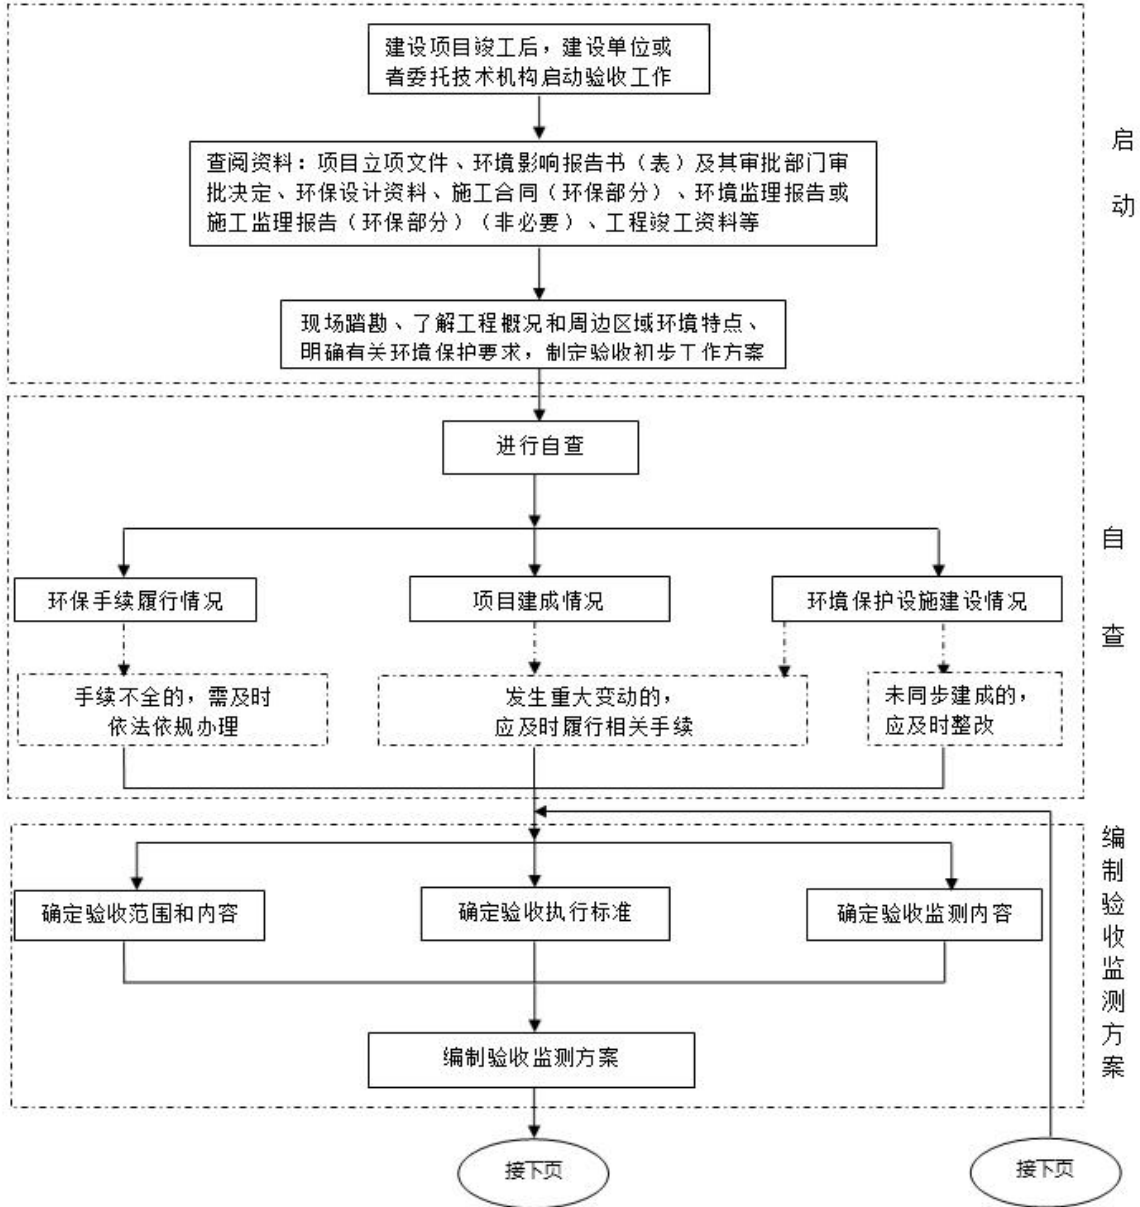 建设项目竣工后，建设单位或
者委托技术机构启动验收工作
查阅资料：项目立项文件、环境影响报告书（表）及其审批部门审
批决定、环保设计资料、施工合同（环保部分）、环境监理报告或
施工监理报告（环保部分）（非必要）、工程竣工资料等
现场踏勘、了解工程概况和周边区域环境特点、
明确有关环境保护要求，制定验收初步工作方案
启
动
进行自查
环保手续履行情况
项目建成情况
环境保护设施建设情况
手续不全的，需及时
依法依规办理
发生重大变动的，
应及时履行相关手续
未同步建成的，
应及时整改
自
查
确定验收范围和内容
确定验收执行标准
确定验收监测内容
编制验收监测方案
编
制
验
收
监
测
方
案
接下页
接下页